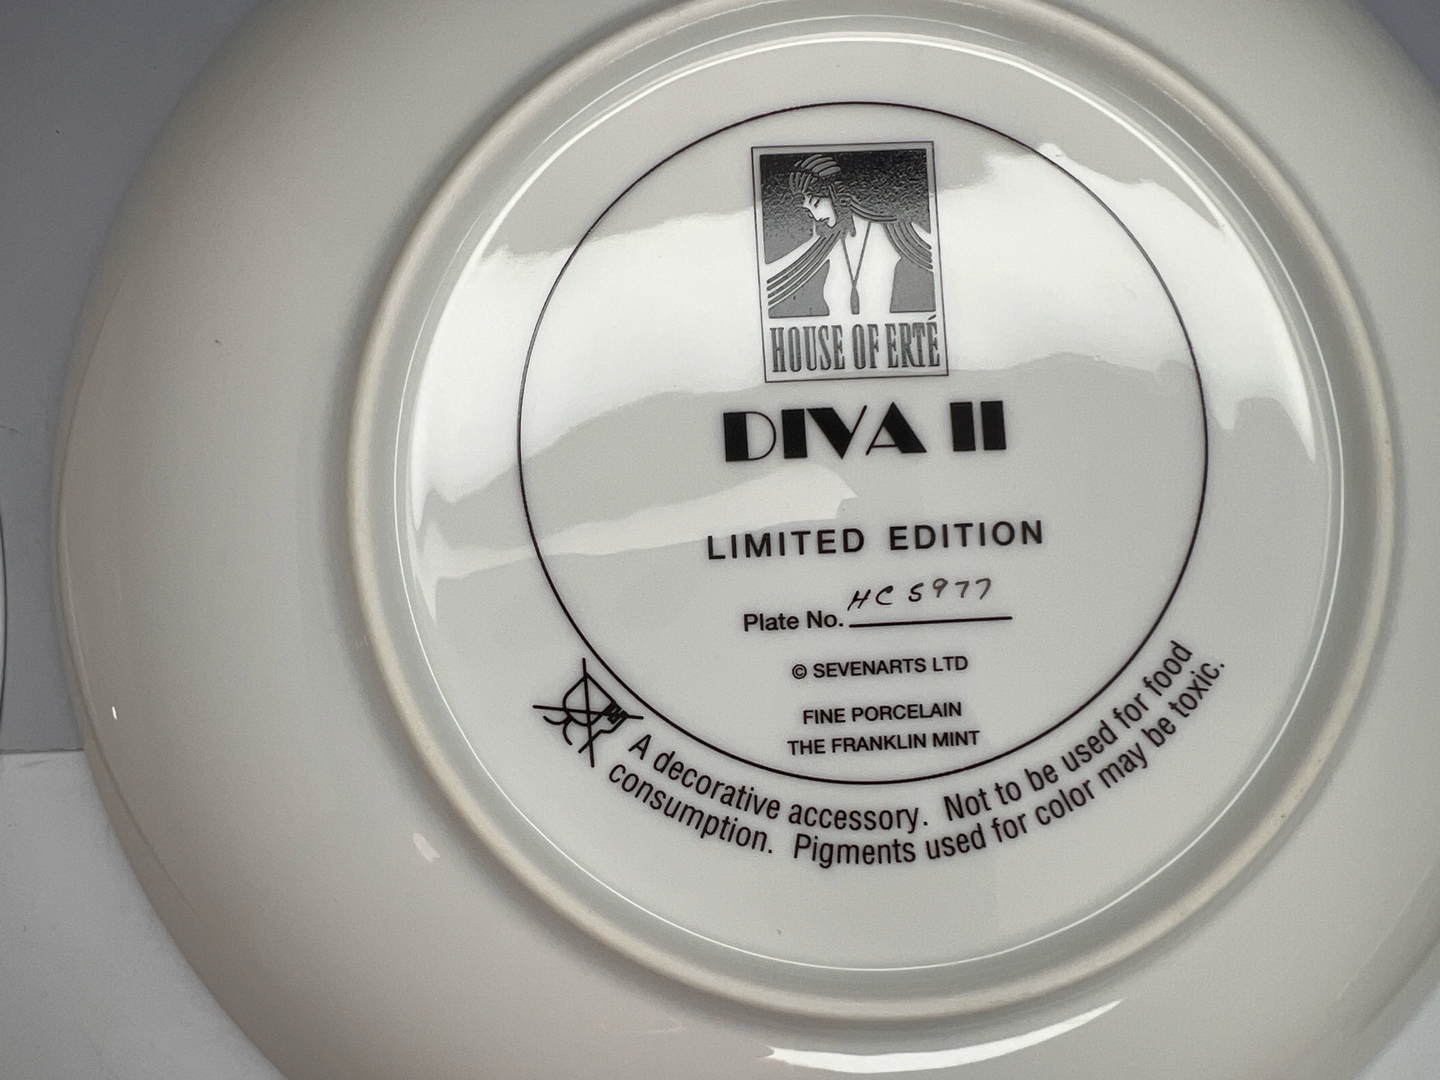 HOUSE OF ERTÉ
DIVA II
LIMITED EDITION
Plate No. HC 5977
© SEVENARTS LTD
FINE PORCELAIN
THE FRANKLIN MINT
A decorative accessory. Not to be used for food
consumption. Pigments used for color may be toxic.